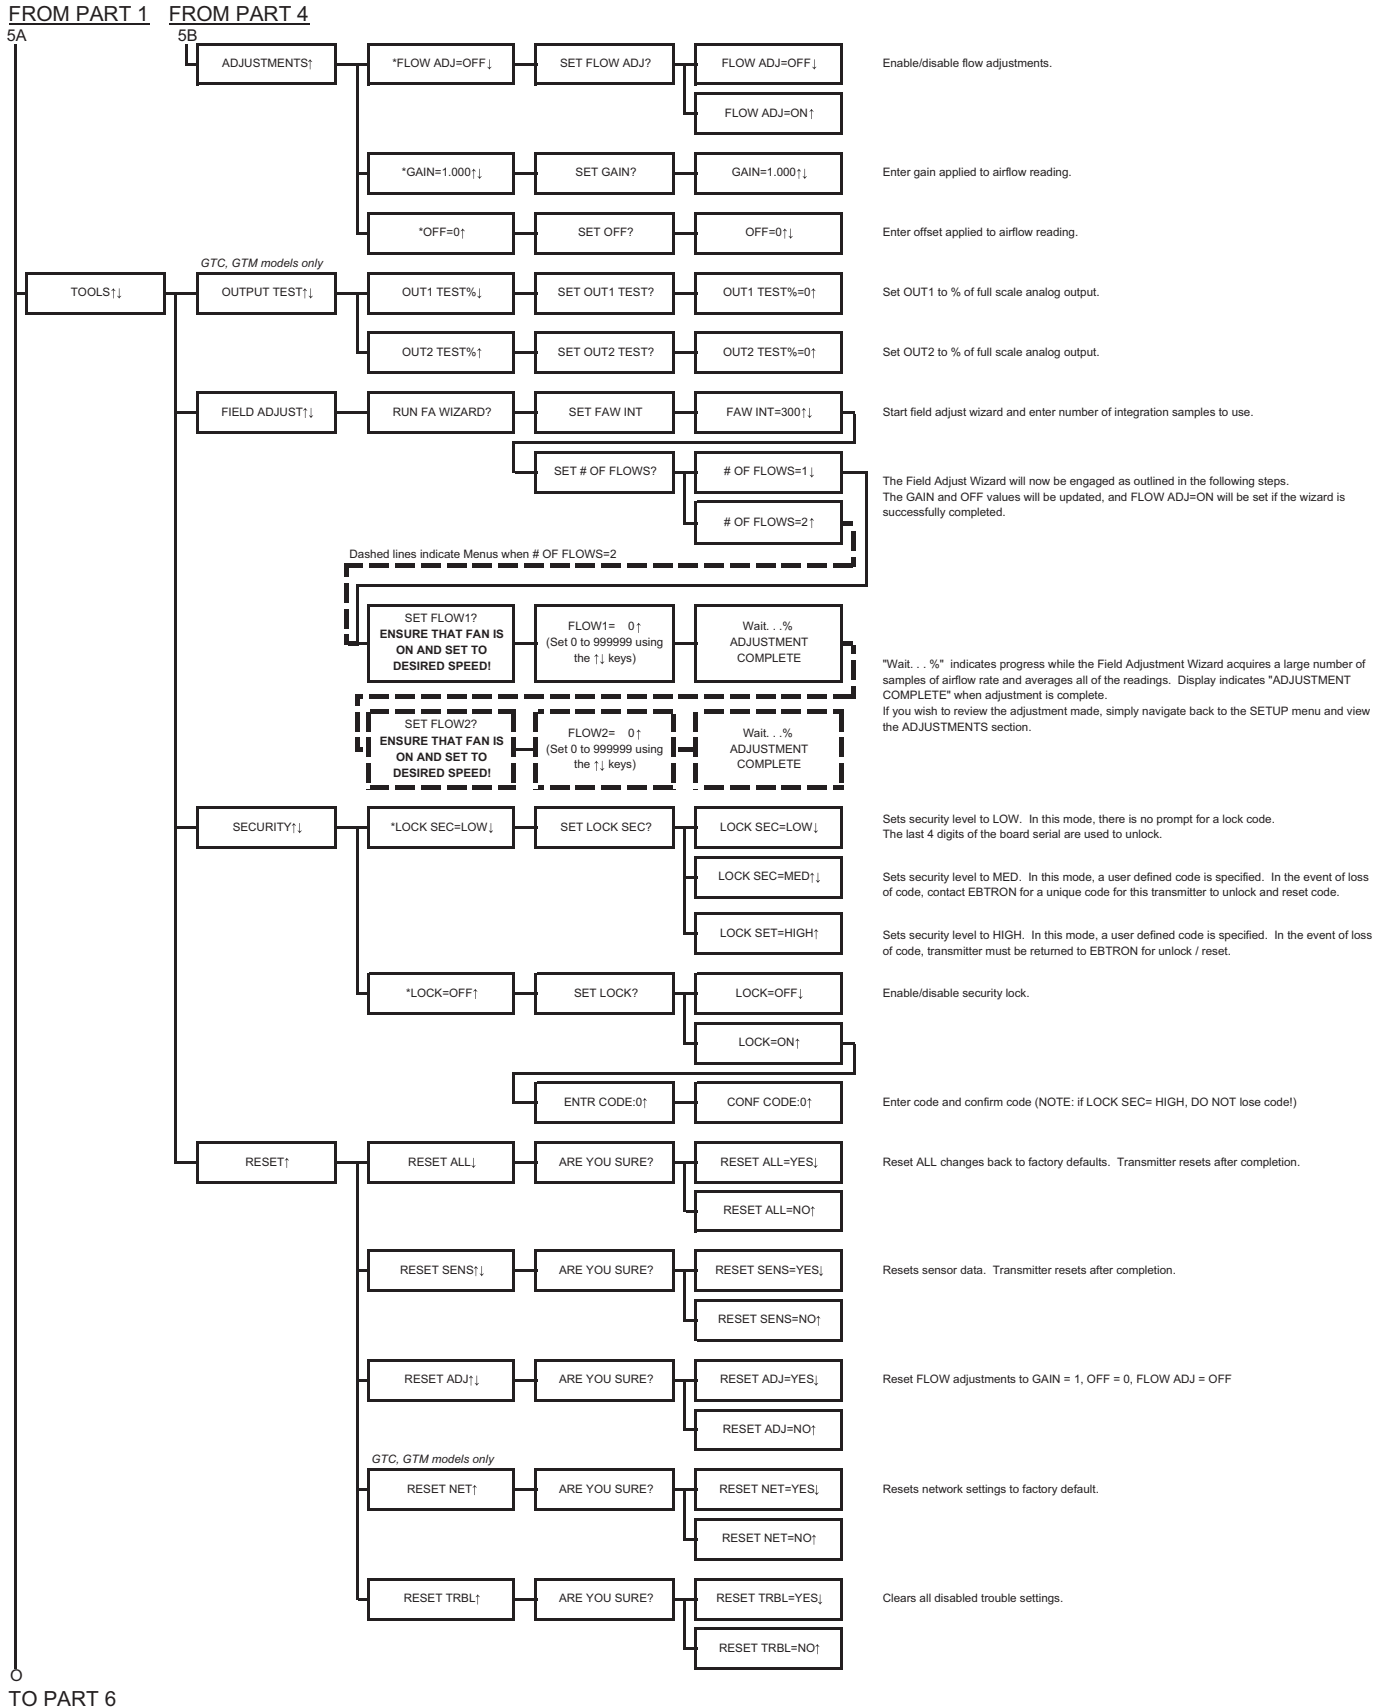 FROM PART 1 FROM PART 4
5A 5B
ADJUSTMENTS↑ *FLOW ADJ=OFF↓ SET FLOW ADJ? FLOW ADJ=OFF↓ Enable/disable flow adjustments.
FLOW ADJ=ON↑
*GAIN=1.000↑↓ SET GAIN? GAIN=1.000↑↓ Enter gain applied to airflow reading.
*OFF=0↑ SET OFF? OFF=0↑↓ Enter offset applied to airflow reading.
GTC, GTM models only
TOOLS↑↓ OUTPUT TEST↑↓ OUT1 TEST%↓ SET OUT1 TEST? OUT1 TEST%=0↑ Set OUT1 to % of full scale analog output.
OUT2 TEST%↑ SET OUT2 TEST? OUT2 TEST%=0↑ Set OUT2 to % of full scale analog output.
FIELD ADJUST↑↓ RUN FA WIZARD? SET FAW INT FAW INT=300↑↓ Start field adjust wizard and enter number of integration samples to use.
SET # OF FLOWS? # OF FLOWS=1↓
# OF FLOWS=2↑
The Field Adjust Wizard will now be engaged as outlined in the following steps.
The GAIN and OFF values will be updated, and FLOW ADJ=ON will be set if the wizard is
successfully completed.
Dashed lines indicate Menus when # OF FLOWS=2
SET FLOW1?
ENSURE THAT FAN IS
ON AND SET TO
DESIRED SPEED!
FLOW1= 0↑
(Set 0 to 999999 using
the ↑↓ keys)
Wait. . .%
ADJUSTMENT
COMPLETE
"Wait. . . %" indicates progress while the Field Adjustment Wizard acquires a large number of
samples of airflow rate and averages all of the readings. Display indicates "ADJUSTMENT
COMPLETE" when adjustment is complete.
If you wish to review the adjustment made, simply navigate back to the SETUP menu and view
the ADJUSTMENTS section.
SET FLOW2?
ENSURE THAT FAN IS
ON AND SET TO
DESIRED SPEED!
FLOW2= 0↑
(Set 0 to 999999 using
the ↑↓ keys)
Wait. . .%
ADJUSTMENT
COMPLETE
SECURITY↑↓ *LOCK SEC=LOW↓ SET LOCK SEC? LOCK SEC=LOW↓
Sets security level to LOW. In this mode, there is no prompt for a lock code.
The last 4 digits of the board serial are used to unlock.
LOCK SEC=MED↑↓
Sets security level to MED. In this mode, a user defined code is specified. In the event of loss
of code, contact EBTRON for a unique code for this transmitter to unlock and reset code.
LOCK SET=HIGH↑
Sets security level to HIGH. In this mode, a user defined code is specified. In the event of loss
of code, transmitter must be returned to EBTRON for unlock / reset.
*LOCK=OFF↑ SET LOCK? LOCK=OFF↓ Enable/disable security lock.
LOCK=ON↑
ENTR CODE:0↑ CONF CODE:0↑ Enter code and confirm code (NOTE: if LOCK SEC= HIGH, DO NOT lose code!)
RESET↑ RESET ALL↓ ARE YOU SURE? RESET ALL=YES↓ Reset ALL changes back to factory defaults. Transmitter resets after completion.
RESET ALL=NO↑
RESET SENS↑↓ ARE YOU SURE? RESET SENS=YES↓ Resets sensor data. Transmitter resets after completion.
RESET SENS=NO↑
RESET ADJ↑↓ ARE YOU SURE? RESET ADJ=YES↓ Reset FLOW adjustments to GAIN = 1, OFF = 0, FLOW ADJ = OFF
RESET ADJ=NO↑
GTC, GTM models only
RESET NET↑ ARE YOU SURE? RESET NET=YES↓ Resets network settings to factory default.
RESET NET=NO↑
RESET TRBL↑ ARE YOU SURE? RESET TRBL=YES↓ Clears all disabled trouble settings.
RESET TRBL=NO↑
O
TO PART 6